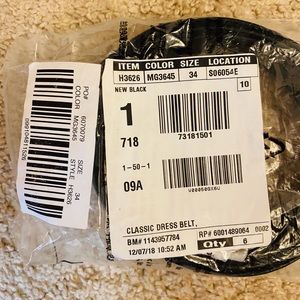 ITEM COLOR SIZE LOCATION
H3626 MG3645 34 S06054E
NEW BLACK
10
1
718
73181501
1-50-1
09A
CLASSIC DRESS BELT
BM# 1143957784
RP# 6001489064 0002
12/07/18 10:52 AM
Qty 6
PO# 6070079
COLOR MG3645
SIZE 34
STYLE H3626